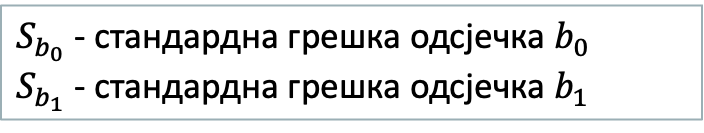 S_{b_0} - стандардна грешка одсјечка b_0
S_{b_1} - стандардна грешка одсјечка b_1